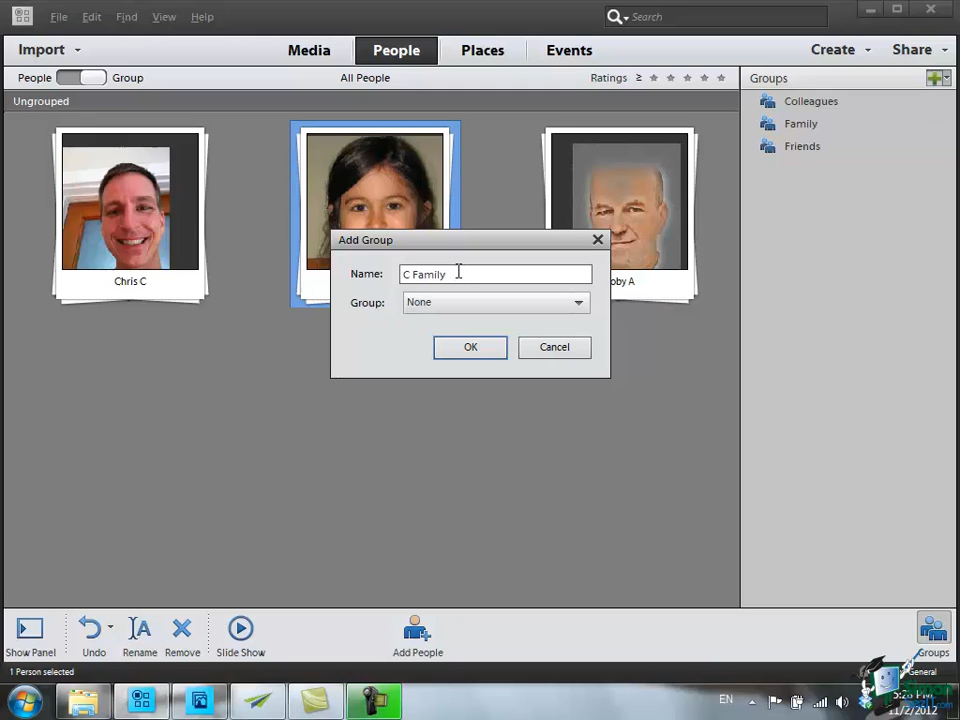 File Edit Find View Help
Search
Import Media People Places Events Create Share
People Group All People Ratings ≥ Groups
Ungrouped
Colleagues
Family
Friends
Add Group
Name: C Family
Group: None
OK Cancel
Chris C
oby A
Show Panel Undo Rename Remove Slide Show Add People Groups
1 Person selected
General
EN
11/2/2012